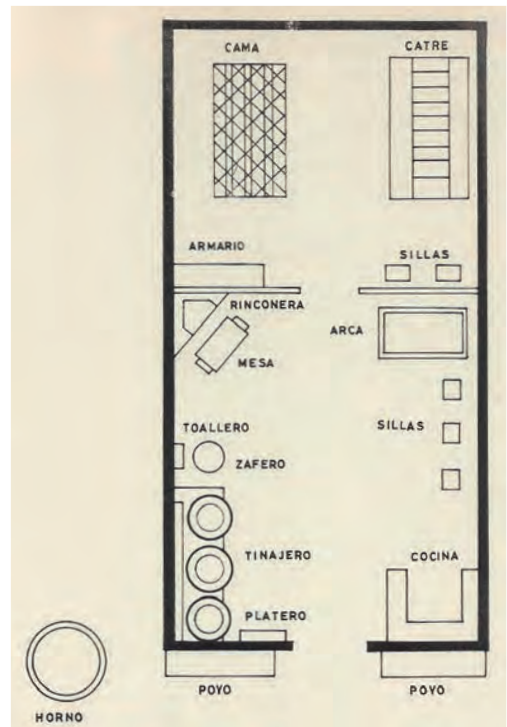 CAMA
CATRE
ARMARIO
SILLAS
RINCONERA
ARCA
MESA
TOALLERO
SILLAS
ZAFERO
TINAJERO
COCINA
PLATERO
POYO
POYO
HORNO